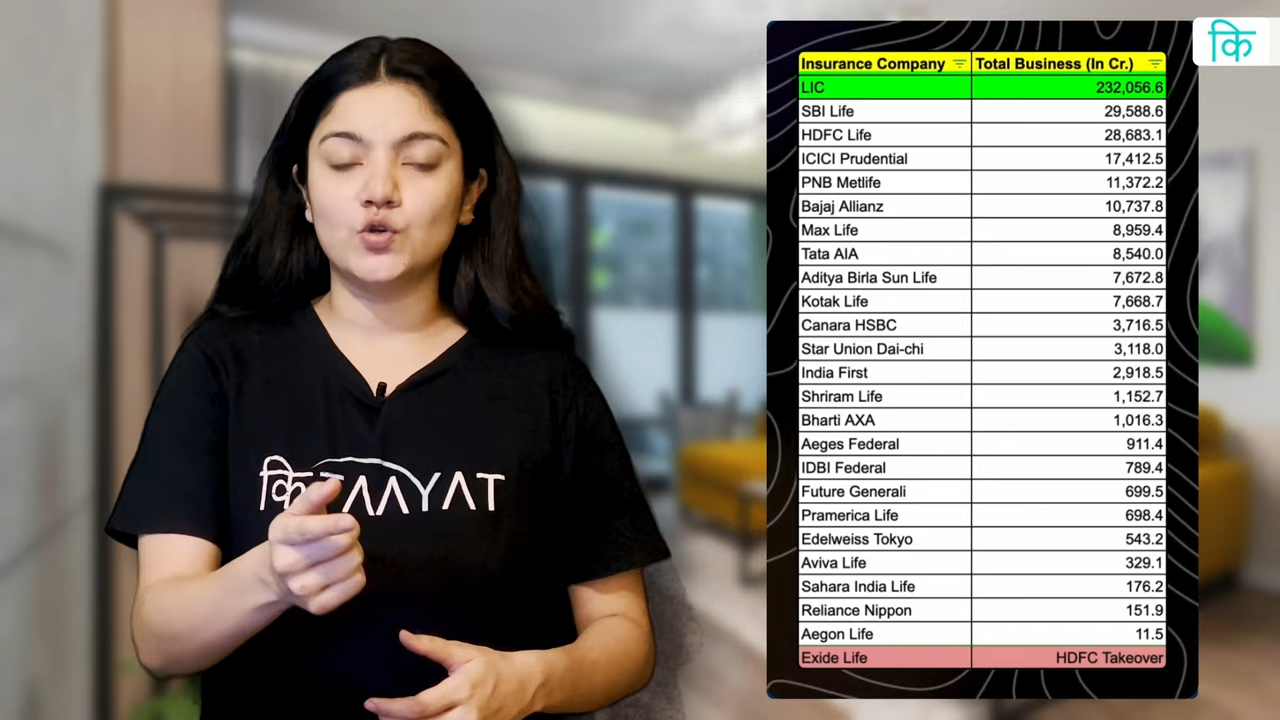 कि
Insurance Company Total Business (In Cr.)
LIC 232,056.6
SBI Life 29,588.6
HDFC Life 28,683.1
ICICI Prudential 17,412.5
PNB Metlife 11,372.2
Bajaj Allianz 10,737.8
Max Life 8,959.4
Tata AIA 8,540.0
Aditya Birla Sun Life 7,672.8
Kotak Life 7,668.7
Canara HSBC 3,716.5
Star Union Dai-chi 3,118.0
India First 2,918.5
Shriram Life 1,152.7
Bharti AXA 1,016.3
Aeges Federal 911.4
IDBI Federal 789.4
Future Generali 699.5
Pramerica Life 698.4
Edelweiss Tokyo 543.2
Aviva Life 329.1
Sahara India Life 176.2
Reliance Nippon 151.9
Aegon Life 11.5
Exide Life HDFC Takeover
किFAAYAT